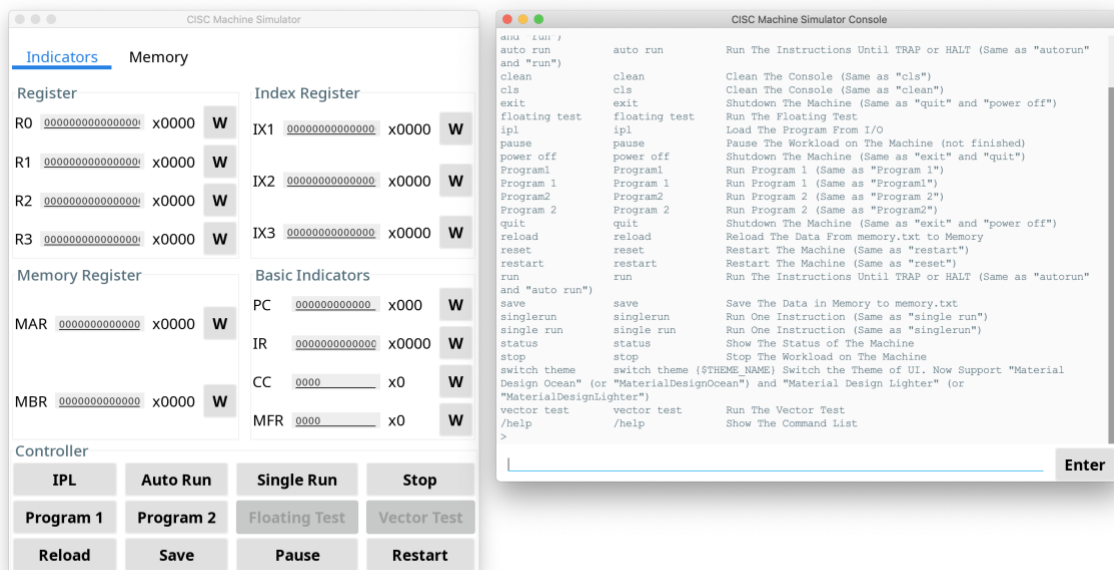 CISC Machine Simulator
Indicators Memory
Register
R0 0000000000000000 x0000 W
R1 0000000000000000 x0000 W
R2 0000000000000000 x0000 W
R3 0000000000000000 x0000 W
Index Register
IX1 00000000000000 x0000 W
IX2 00000000000000 x0000 W
IX3 00000000000000 x0000 W
Memory Register
MAR 0000000000000 x0000 W
MBR 0000000000000 x0000 W
Basic Indicators
PC 000000000000 x000 W
IR 0000000000000 x0000 W
CC 0000 x0 W
MFR 0000 x0 W
Controller
IPL Auto Run Single Run Stop
Program 1 Program 2 Floating Test Vector Test
Reload Save Pause Restart
CISC Machine Simulator Console
and "run")
auto run auto run Run The Instructions Until TRAP or HALT (Same as "autorun"
and "run")
clean clean Clean The Console (Same as "cls")
cls cls Clean The Console (Same as "clean")
exit exit Shutdown The Machine (Same as "quit" and "power off")
floating test floating test Run The Floating Test
ipl ipl Load The Program From I/O
pause pause Pause The Workload on The Machine (not finished)
power off power off Shutdown The Machine (Same as "exit" and "quit")
Program1 Program1 Run Program 1 (Same as "Program 1")
Program 1 Program 1 Run Program 1 (Same as "Program1")
Program2 Program2 Run Program 2 (Same as "Program 2")
Program 2 Program 2 Run Program 2 (Same as "Program2")
quit quit Shutdown The Machine (Same as "exit" and "power off")
reload reload Reload The Data From memory.txt to Memory
reset reset Restart The Machine (Same as "restart")
restart restart Restart The Machine (Same as "reset")
run run Run The Instructions Until TRAP or HALT (Same as "autorun"
and "auto run")
save save Save The Data in Memory to memory.txt
singlerun singlerun Run One Instruction (Same as "single run")
single run single run Run One Instruction (Same as "singlerun")
status status Show The Status of The Machine
stop stop Stop The Workload on The Machine
switch theme switch theme {$THEME_NAME} Switch the Theme of UI. Now Support "Material
Design Ocean" (or "MaterialDesignOcean") and "Material Design Lighter" (or
"MaterialDesignLighter")
vector test vector test Run The Vector Test
/help /help Show The Command List
>
Enter